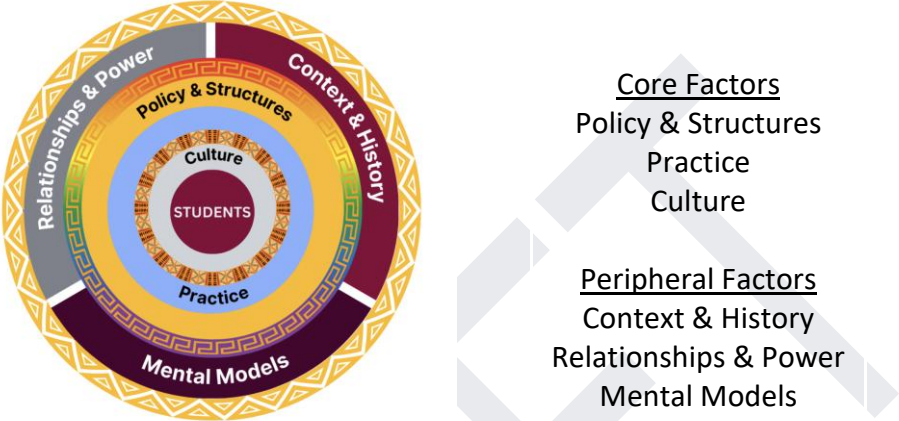 Relationships & Power
Context & History
Policy & Structures
Culture
STUDENTS
Practice
Mental Models
Core Factors
Policy & Structures
Practice
Culture
Peripheral Factors
Context & History
Relationships & Power
Mental Models